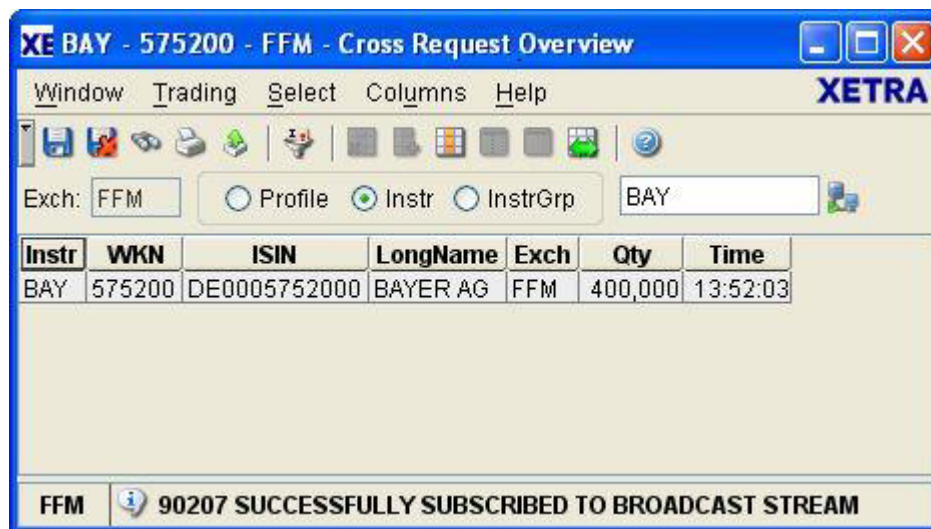 XE BAY - 575200 - FFM - Cross Request Overview
Window Trading Select Columns Help XETRA
Exch: FFM Profile Instr InstrGrp BAY
Instr WKN ISIN LongName Exch Qty Time
BAY 575200 DE0005752000 BAYER AG FFM 400,000 13:52:03
FFM 90207 SUCCESSFULLY SUBSCRIBED TO BROADCAST STREAM